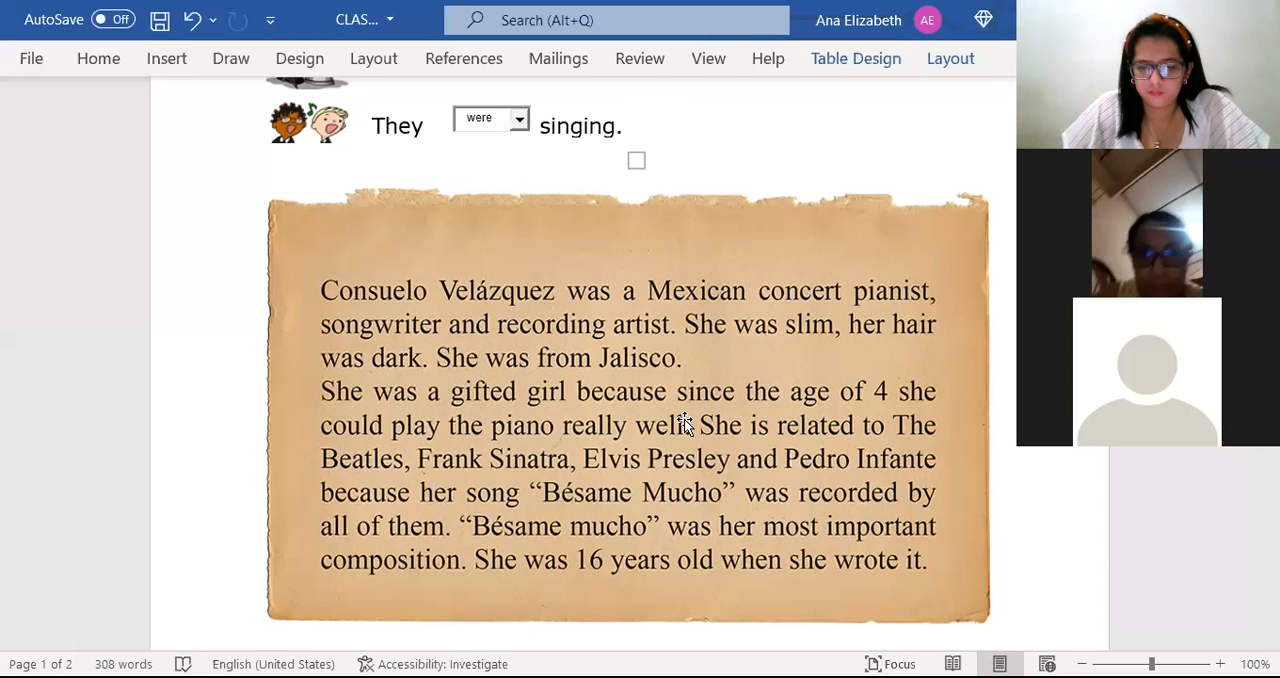 AutoSave Off CLAS... Search (Alt+Q) Ana Elizabeth AE
File Home Insert Draw Design Layout References Mailings Review View Help Table Design Layout
They were singing.
Consuelo Velázquez was a Mexican concert pianist,
songwriter and recording artist. She was slim, her hair
was dark. She was from Jalisco.
She was a gifted girl because since the age of 4 she
could play the piano really well. She is related to The
Beatles, Frank Sinatra, Elvis Presley and Pedro Infante
because her song “Bésame Mucho” was recorded by
all of them. “Bésame mucho” was her most important
composition. She was 16 years old when she wrote it.
Page 1 of 2 308 words English (United States) Accessibility: Investigate Focus 100%